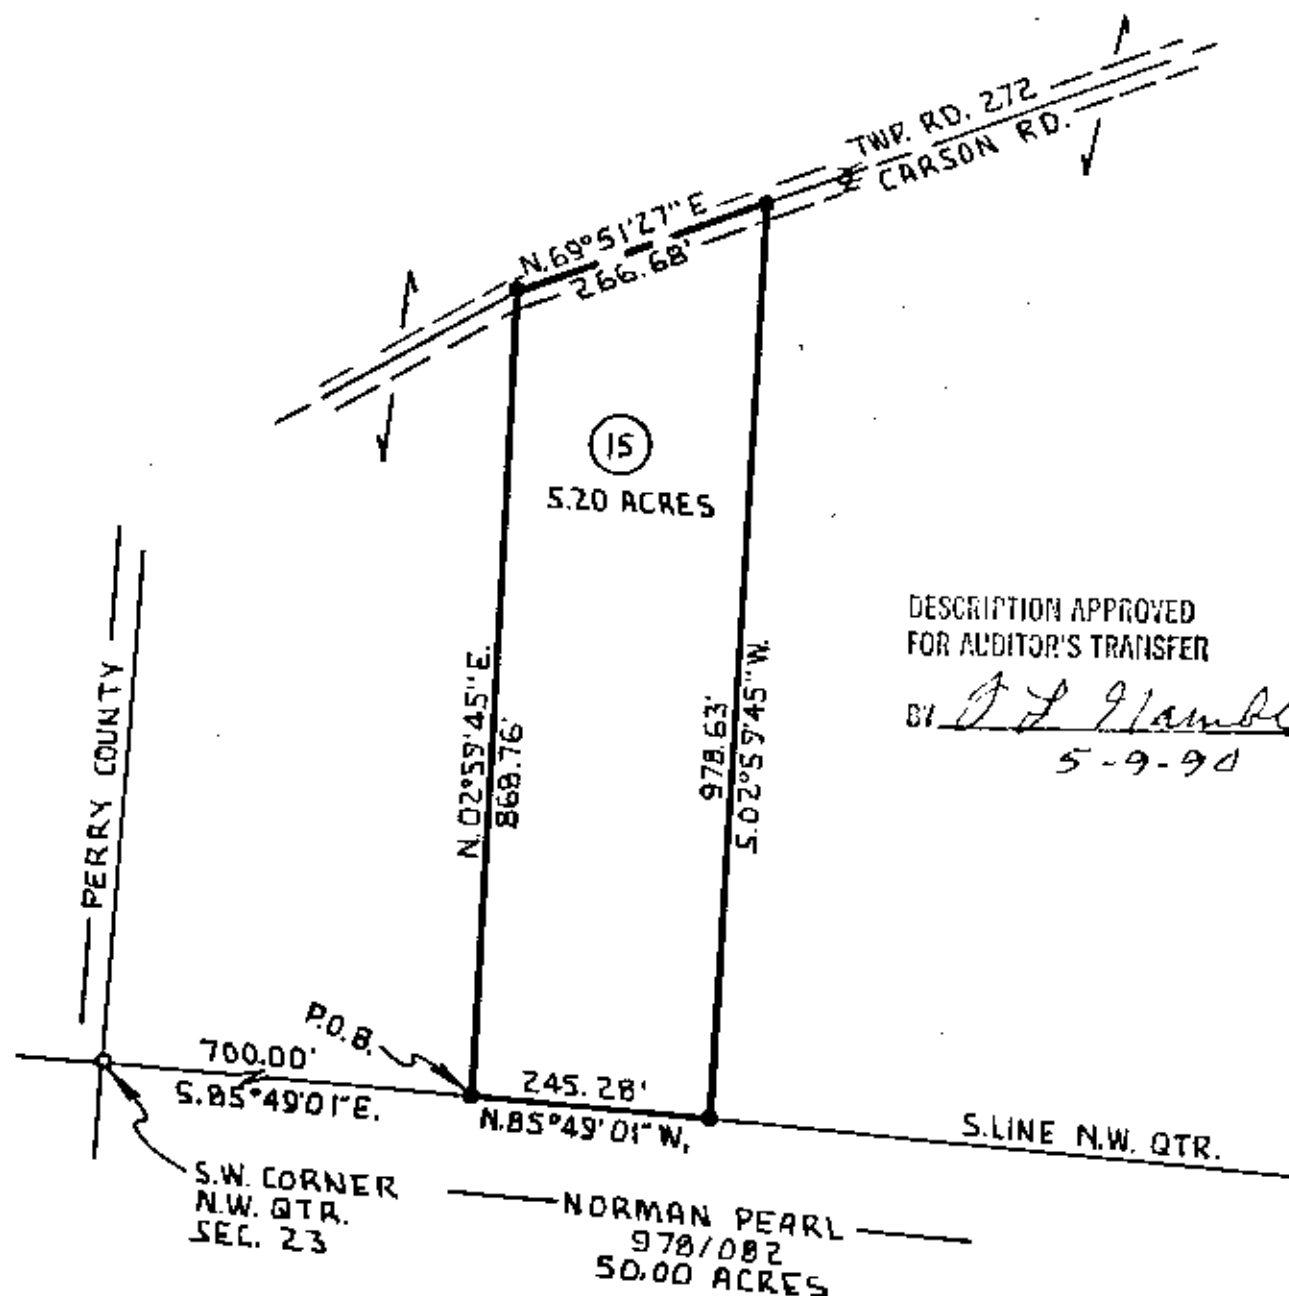 TWP. RD. 272
CARSON RD.
N.69°51'27"E
266.68'
15
5.20 ACRES
PERRY COUNTY
N.02°59'45"E.
868.76'
978.63'
S.02°59'45"W.
DESCRIPTION APPROVED
FOR AUDITOR'S TRANSFER
BY
5-9-90
P.O.B.
700.00'
S.85°49'01"E.
245.28'
N.85°49'01"W.
S.LINE N.W. QTR.
S.W. CORNER
N.W. QTR.
SEC. 23
NORMAN PEARL
978/082
50.00 ACRES